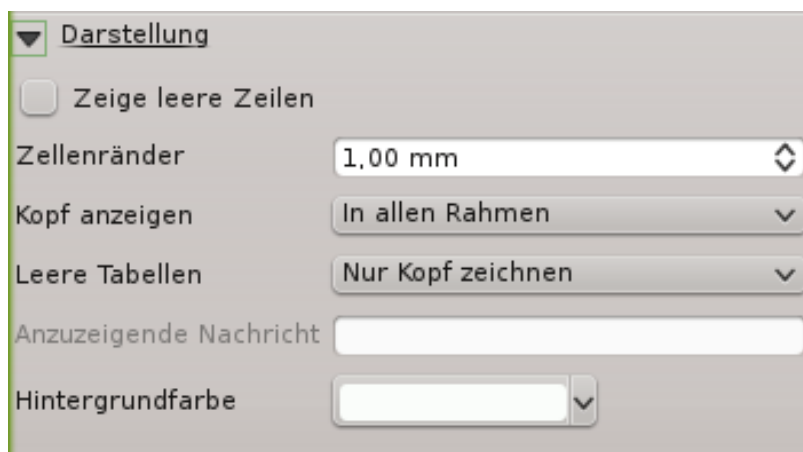 Darstellung
Zeige leere Zeilen
Zellenränder 1,00 mm
Kopf anzeigen In allen Rahmen
Leere Tabellen Nur Kopf zeichnen
Anzuzeigende Nachricht
Hintergrundfarbe